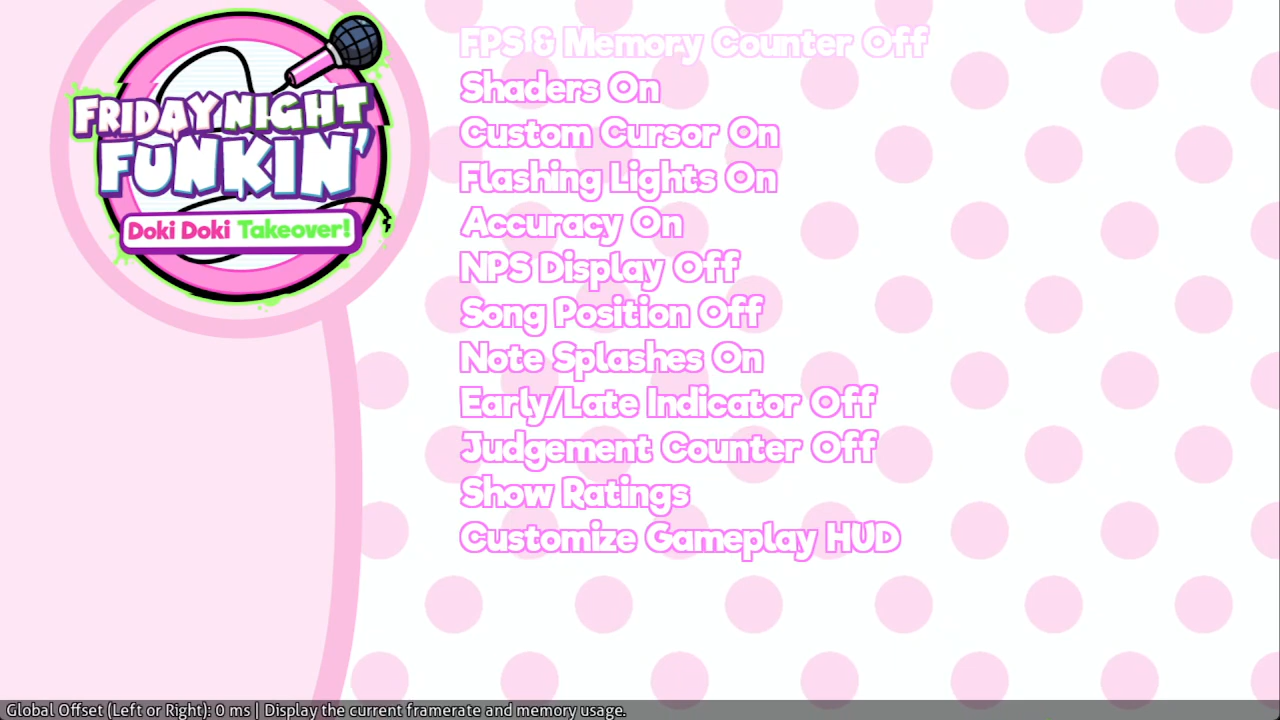 FRIDAY NIGHT
FUNKIN'
Doki Doki Takeover!
FPS & Memory Counter Off
Shaders On
Custom Cursor On
Flashing Lights On
Accuracy On
NPS Display Off
Song Position Off
Note Splashes On
Early/Late Indicator Off
Judgement Counter Off
Show Ratings
Customize Gameplay HUD
Global Offset (Left or Right): 0 ms | Display the current framerate and memory usage.